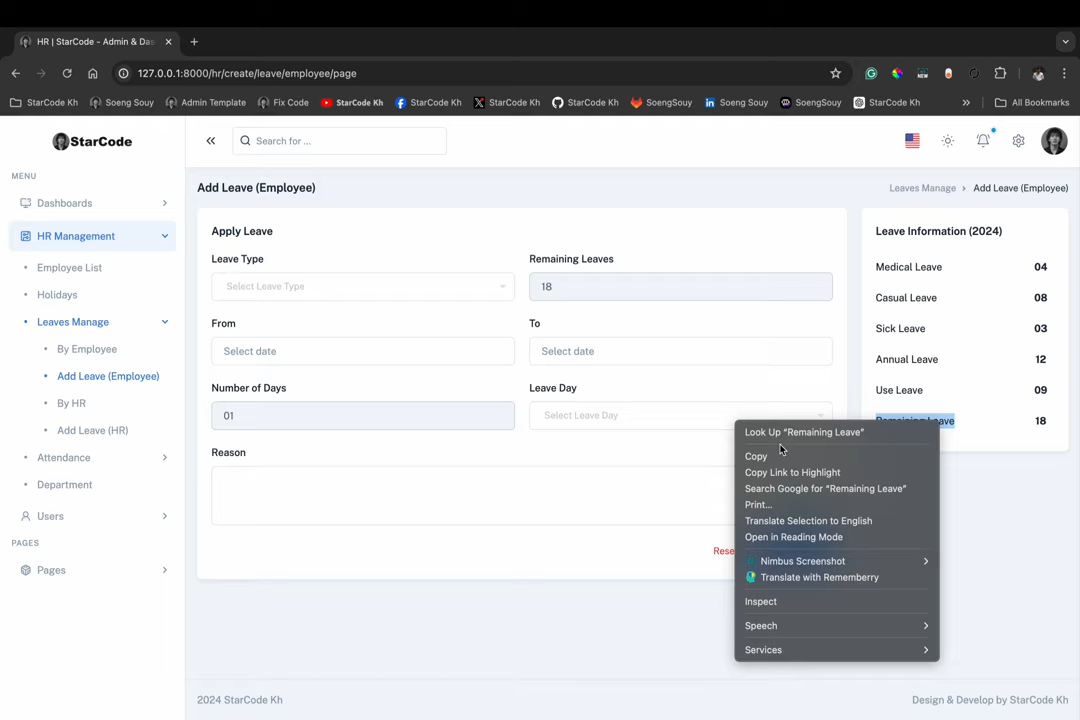 HR | StarCode - Admin & Das
127.0.0.1:8000/hr/create/leave/employee/page
StarCode Kh
Soeng Souy
Admin Template
Fix Code
StarCode Kh
StarCode Kh
StarCode Kh
StarCode Kh
SoengSouy
Soeng Souy
SoengSouy
StarCode Kh
All Bookmarks
StarCode
Search for ...
MENU
Dashboards
HR Management
Employee List
Holidays
Leaves Manage
By Employee
Add Leave (Employee)
By HR
Add Leave (HR)
Attendance
Department
Users
PAGES
Pages
Add Leave (Employee)
Leaves Manage
Add Leave (Employee)
Apply Leave
Leave Type
Select Leave Type
Remaining Leaves
18
From
Select date
To
Select date
Number of Days
01
Leave Day
Select Leave Day
Reason
Rese
Leave Information (2024)
Medical Leave 04
Casual Leave 08
Sick Leave 03
Annual Leave 12
Use Leave 09
Remaining Leave 18
Look Up “Remaining Leave”
Copy
Copy Link to Highlight
Search Google for “Remaining Leave”
Print...
Translate Selection to English
Open in Reading Mode
Nimbus Screenshot
Translate with Rememberry
Inspect
Speech
Services
2024 StarCode Kh
Design & Develop by StarCode Kh